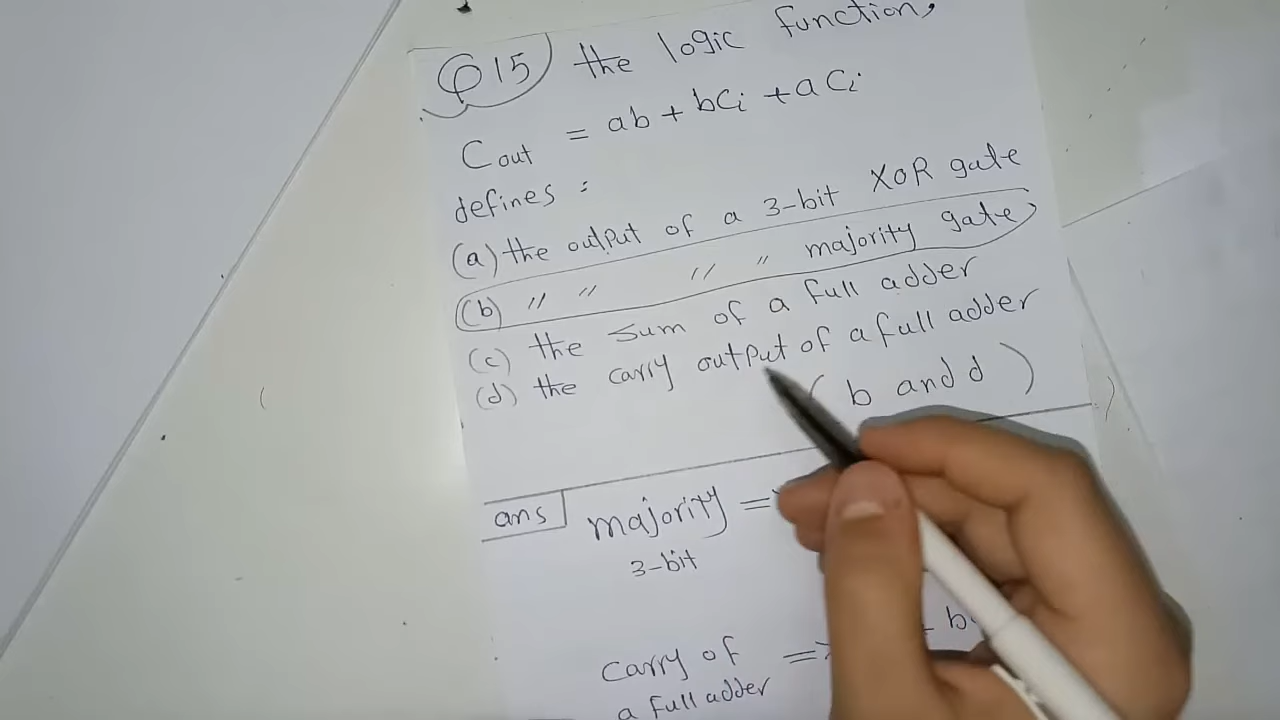 Q15) the logic function,
Cout = ab + bCi + aCi
defines :
(a) the output of a 3-bit XOR gate
(b) " " " " majority gate
(c) the sum of a full adder
(d) the carry output of a full adder
( b and d )
ans majority =
3-bit
carry of =
a full adder